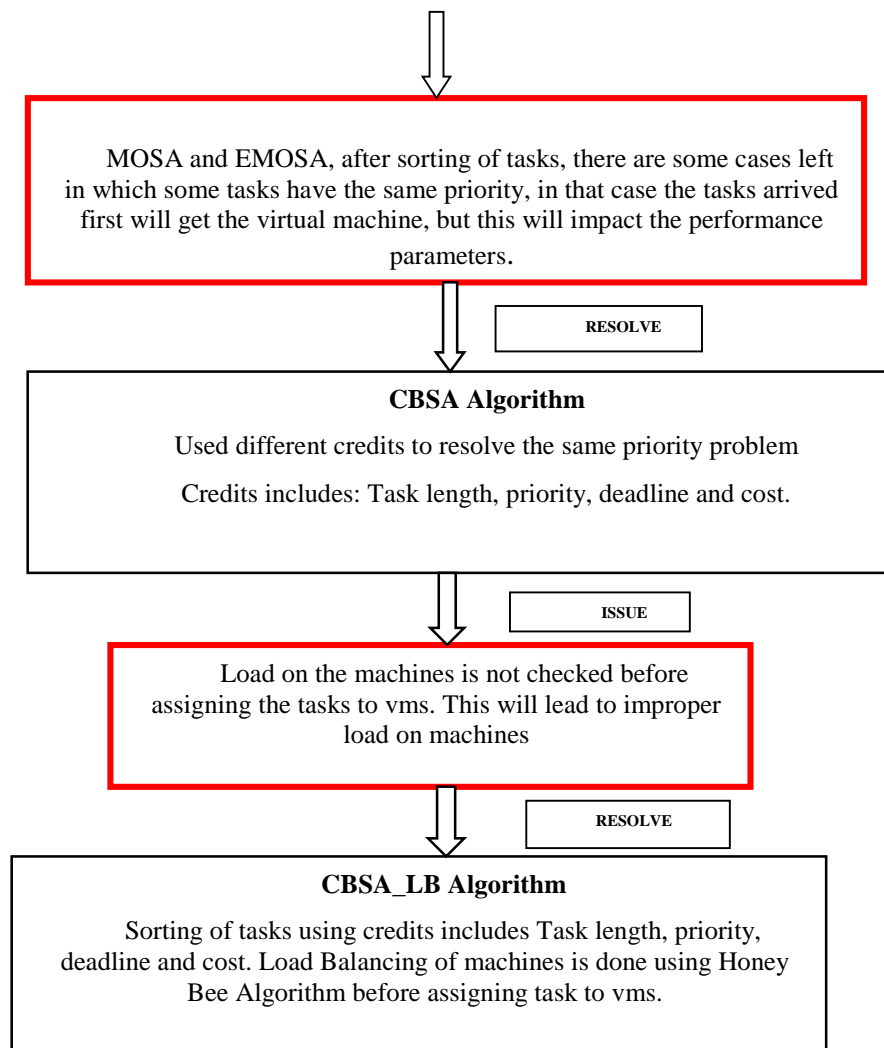 MOSA and EMOSA, after sorting of tasks, there are some cases left
in which some tasks have the same priority, in that case the tasks arrived
first will get the virtual machine, but this will impact the performance
parameters.
RESOLVE
CBSA Algorithm
Used different credits to resolve the same priority problem
Credits includes: Task length, priority, deadline and cost.
ISSUE
Load on the machines is not checked before
assigning the tasks to vms. This will lead to improper
load on machines
RESOLVE
CBSA_LB Algorithm
Sorting of tasks using credits includes Task length, priority,
deadline and cost. Load Balancing of machines is done using Honey
Bee Algorithm before assigning task to vms.